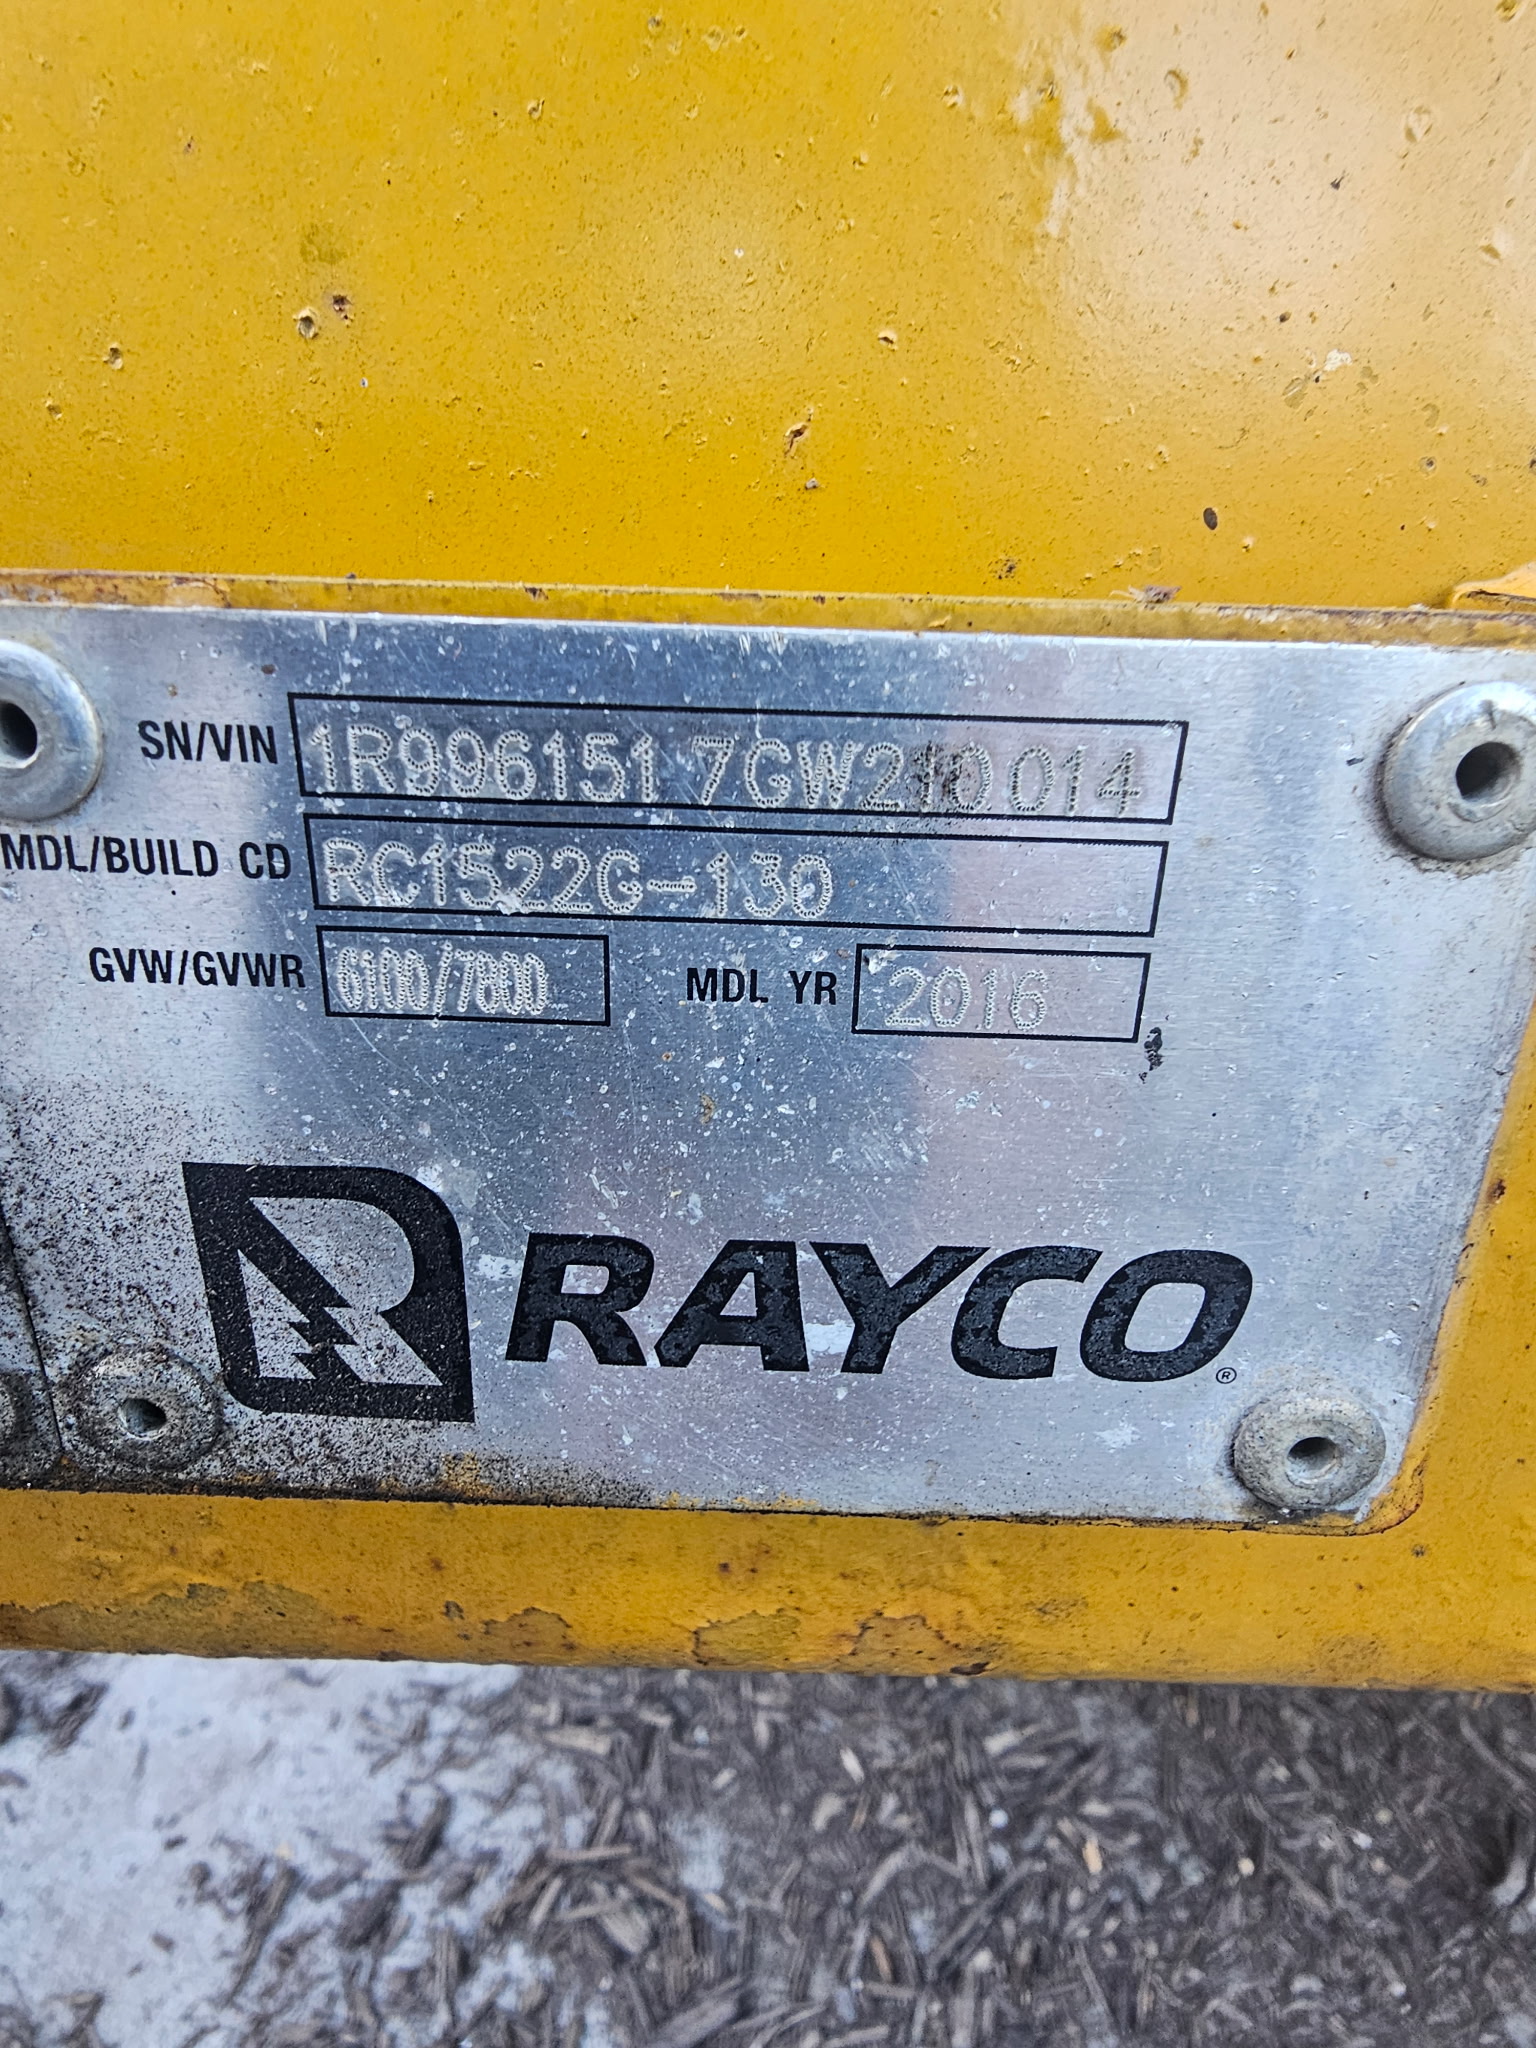 SN/VIN 1R9961517GW210014
MDL/BUILD CD RC1522G-130
GVW/GVWR 6100/7800 MDL YR 2016
RAYCO®